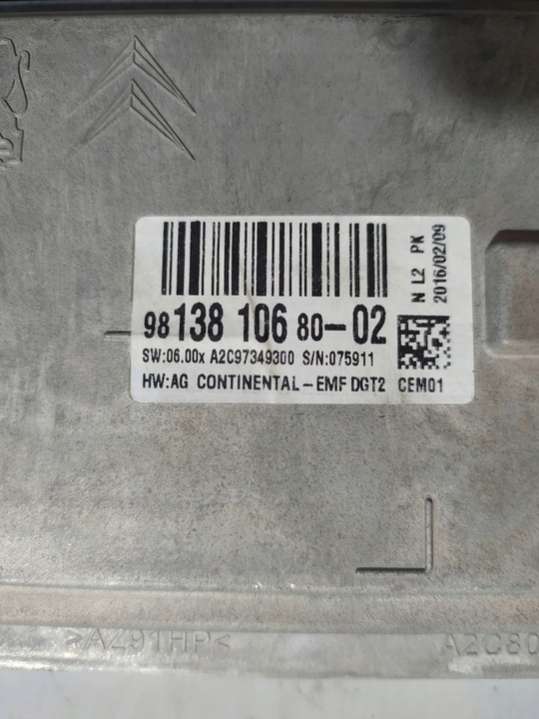 N L2 PK
2016/02/09
98 138 106 80-02
SW:06.00x A2C97349300 S/N:075911
HW:AG CONTINENTAL-EMF DGT2 CEM01
>AZ91HP<
A2C80